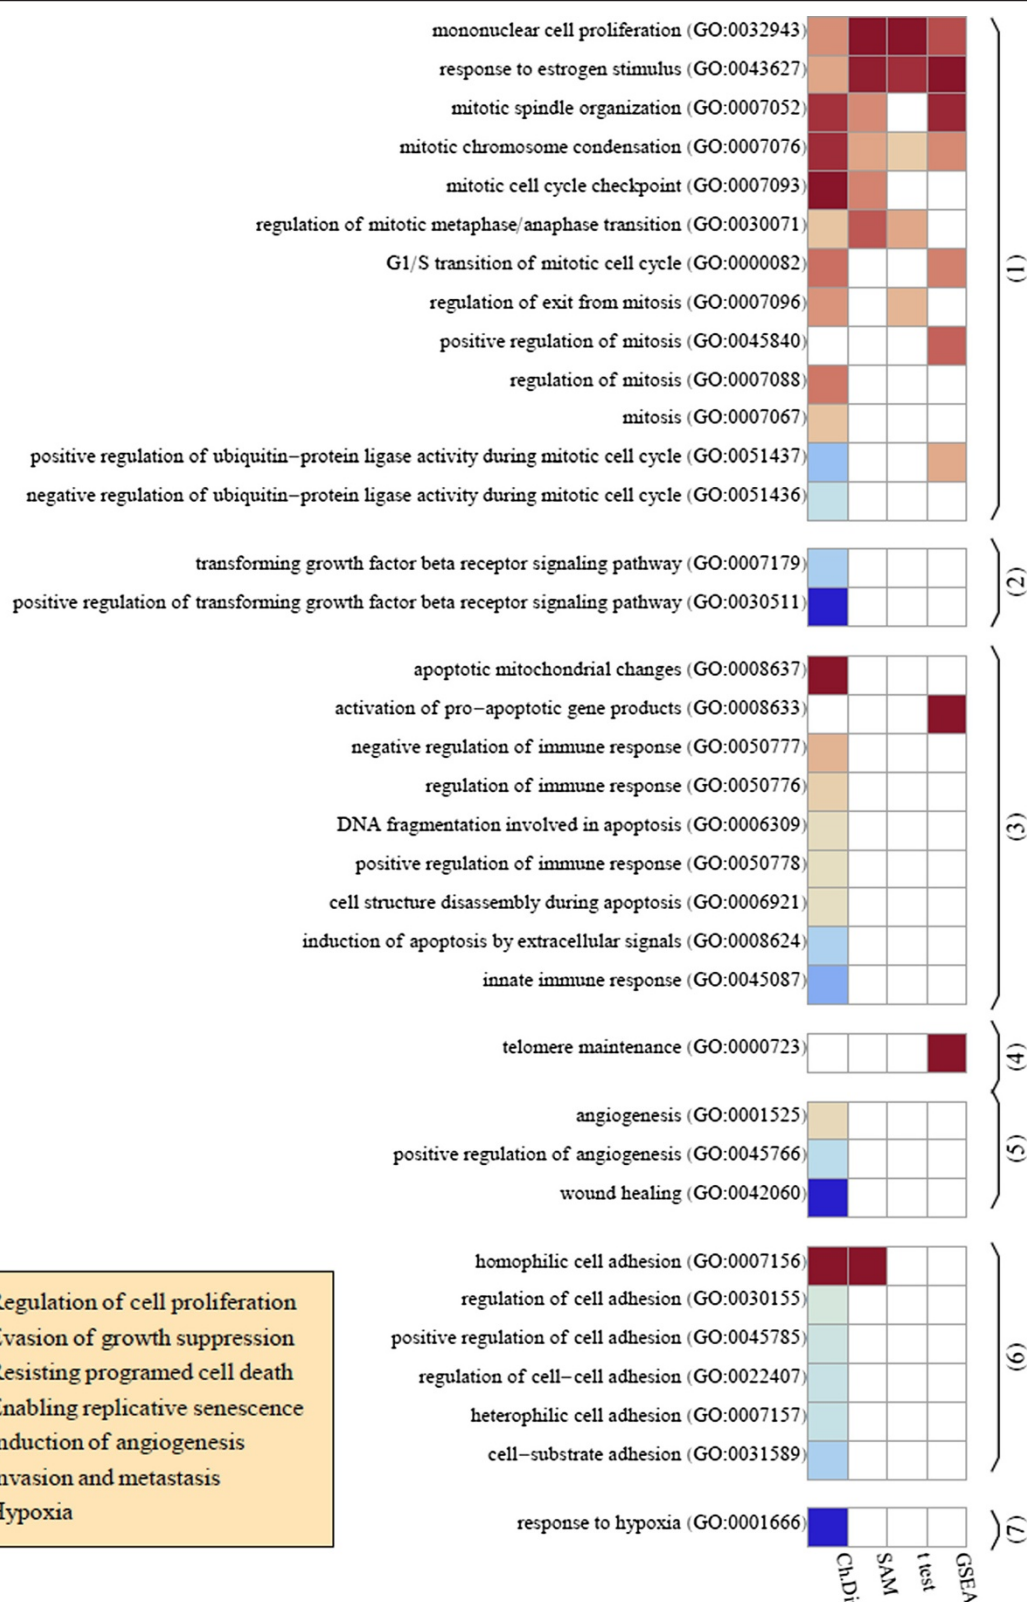 mononuclear cell proliferation (GO:0032943)
response to estrogen stimulus (GO:0043627)
mitotic spindle organization (GO:0007052)
mitotic chromosome condensation (GO:0007076)
mitotic cell cycle checkpoint (GO:0007093)
regulation of mitotic metaphase/anaphase transition (GO:0030071)
G1/S transition of mitotic cell cycle (GO:0000082)
regulation of exit from mitosis (GO:0007096)
positive regulation of mitosis (GO:0045840)
regulation of mitosis (GO:0007088)
mitosis (GO:0007067)
positive regulation of ubiquitin−protein ligase activity during mitotic cell cycle (GO:0051437)
negative regulation of ubiquitin−protein ligase activity during mitotic cell cycle (GO:0051436)
(1)
transforming growth factor beta receptor signaling pathway (GO:0007179)
positive regulation of transforming growth factor beta receptor signaling pathway (GO:0030511)
(2)
apoptotic mitochondrial changes (GO:0008637)
activation of pro−apoptotic gene products (GO:0008633)
negative regulation of immune response (GO:0050777)
regulation of immune response (GO:0050776)
DNA fragmentation involved in apoptosis (GO:0006309)
positive regulation of immune response (GO:0050778)
cell structure disassembly during apoptosis (GO:0006921)
induction of apoptosis by extracellular signals (GO:0008624)
innate immune response (GO:0045087)
(3)
telomere maintenance (GO:0000723)
(4)
angiogenesis (GO:0001525)
positive regulation of angiogenesis (GO:0045766)
wound healing (GO:0042060)
(5)
homophilic cell adhesion (GO:0007156)
regulation of cell adhesion (GO:0030155)
positive regulation of cell adhesion (GO:0045785)
regulation of cell−cell adhesion (GO:0022407)
heterophilic cell adhesion (GO:0007157)
cell−substrate adhesion (GO:0031589)
(6)
response to hypoxia (GO:0001666)
(7)
Ch.Di
SAM
t test
GSEA
egulation of cell proliferation
vasion of growth suppression
esisting programed cell death
nabling replicative senescence
nduction of angiogenesis
nvasion and metastasis
ypoxia